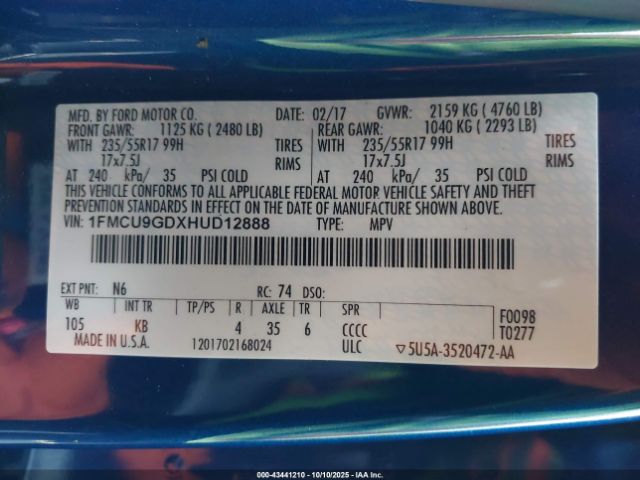 MFD. BY FORD MOTOR CO. DATE: 02/17 GVWR: 2159 KG ( 4760 LB)
FRONT GAWR: 1125 KG ( 2480 LB) REAR GAWR: 1040 KG ( 2293 LB)
WITH 235/55R17 99H TIRES WITH 235/55R17 99H TIRES
17x7.5J RIMS 17x7.5J RIMS
AT 240 kPa/ 35 PSI COLD AT 240 kPa/ 35 PSI COLD
THIS VEHICLE CONFORMS TO ALL APPLICABLE FEDERAL MOTOR VEHICLE SAFETY AND THEFT
PREVENTION STANDARDS IN EFFECT ON THE DATE OF MANUFACTURE SHOWN ABOVE.
VIN: 1FMCU9GDXHUD12888 TYPE: MPV
EXT PNT: N6 RC: 74 DSO:
WB INT TR TP/PS R AXLE TR SPR F0098
105 KB 4 35 6 CCCC T0277
MADE IN U.S.A. 1201702168024 ULC ▽5U5A-3520472-AA
000-43441210 - 10/10/2025 - IAA Inc.